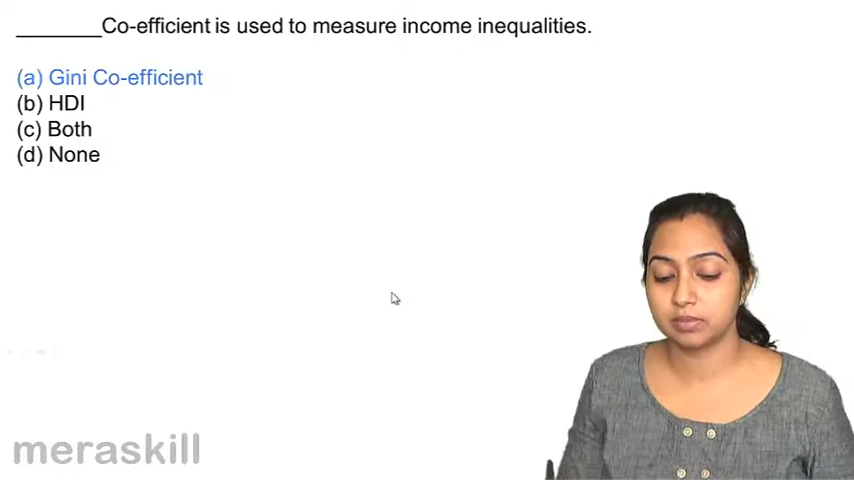 ________Co-efficient is used to measure income inequalities.
(a) Gini Co-efficient
(b) HDI
(c) Both
(d) None
meraskill